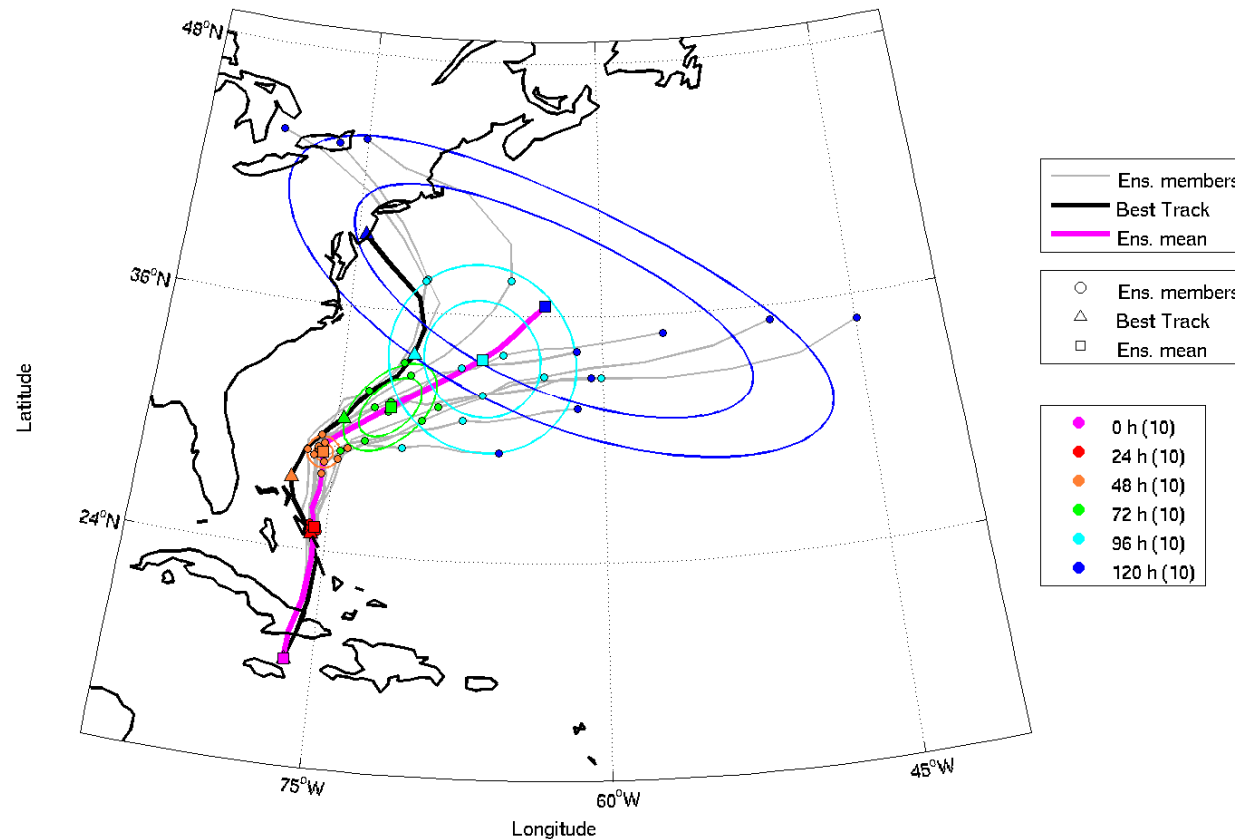 48°N
36°N
24°N
75°W
60°W
45°W
Latitude
Longitude
Ens. members
Best Track
Ens. mean
Ens. members
Best Track
Ens. mean
0 h (10)
24 h (10)
48 h (10)
72 h (10)
96 h (10)
120 h (10)